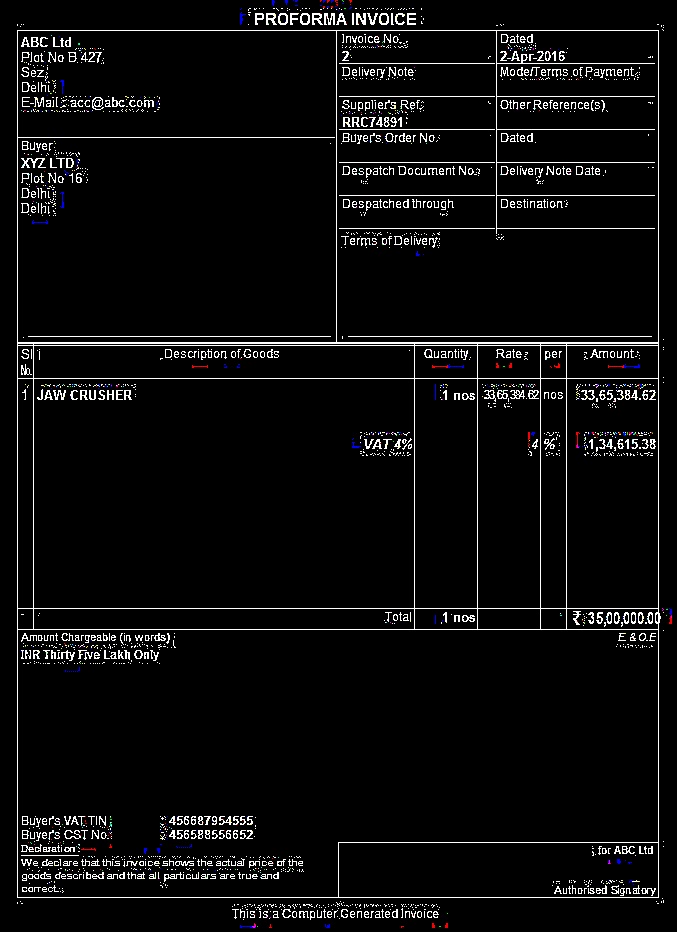 PROFORMA INVOICE
ABC Ltd
Plot No B 427
Sez
Delhi
E-Mail : acc@abc.com
Invoice No.
2
Dated
2-Apr-2016
Delivery Note
Mode/Terms of Payment
Supplier's Ref.
RRC74891
Other Reference(s)
Buyer
XYZ LTD
Plot No 16
Delhi
Delhi
Buyer's Order No.
Dated
Despatch Document No.
Delivery Note Date
Despatched through
Destination
Terms of Delivery
Sl No. Description of Goods Quantity Rate per Amount
1 JAW CRUSHER 1 nos 33,65,384.62 nos 33,65,384.62
VAT 4% 4 % 1,34,615.38
Total 1 nos ₹ 35,00,000.00
Amount Chargeable (in words) E. & O.E
INR Thirty Five Lakh Only
Buyer's VAT TIN : 456687954555
Buyer's CST No. : 456588556652
Declaration
We declare that this invoice shows the actual price of the
goods described and that all particulars are true and
correct.
for ABC Ltd
Authorised Signatory
This is a Computer Generated Invoice